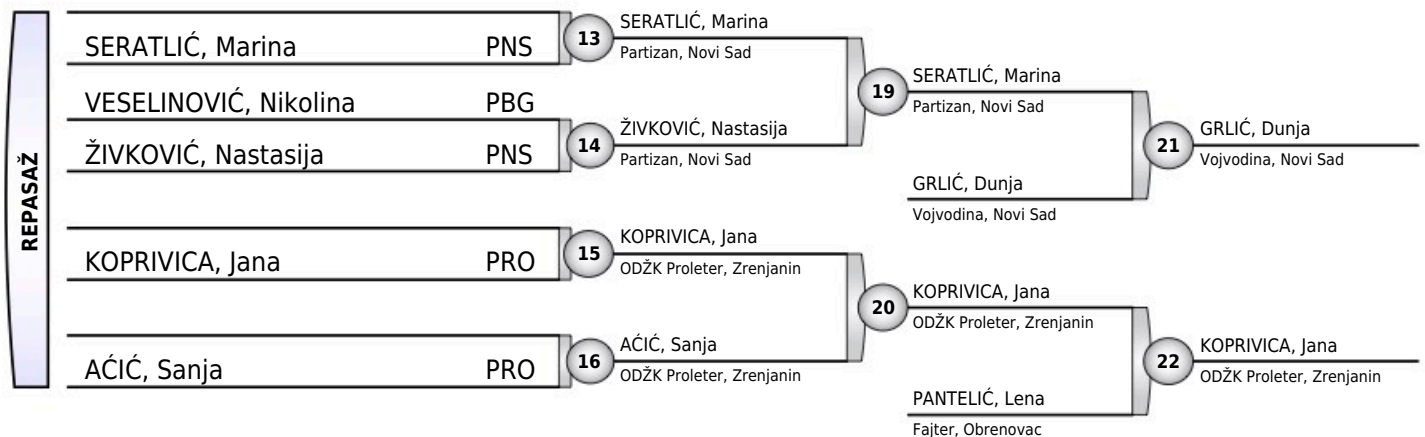 REPASAŽ
SERATLIĆ, Marina PNS
VESELINOVIĆ, Nikolina PBG
ŽIVKOVIĆ, Nastasija PNS
KOPRIVICA, Jana PRO
AĆIĆ, Sanja PRO
13
SERATLIĆ, Marina
Partizan, Novi Sad
14
ŽIVKOVIĆ, Nastasija
Partizan, Novi Sad
15
KOPRIVICA, Jana
ODŽK Proleter, Zrenjanin
16
AĆIĆ, Sanja
ODŽK Proleter, Zrenjanin
19
SERATLIĆ, Marina
Partizan, Novi Sad
GRLIĆ, Dunja
Vojvodina, Novi Sad
20
KOPRIVICA, Jana
ODŽK Proleter, Zrenjanin
PANTELIĆ, Lena
Fajter, Obrenovac
21
GRLIĆ, Dunja
Vojvodina, Novi Sad
22
KOPRIVICA, Jana
ODŽK Proleter, Zrenjanin